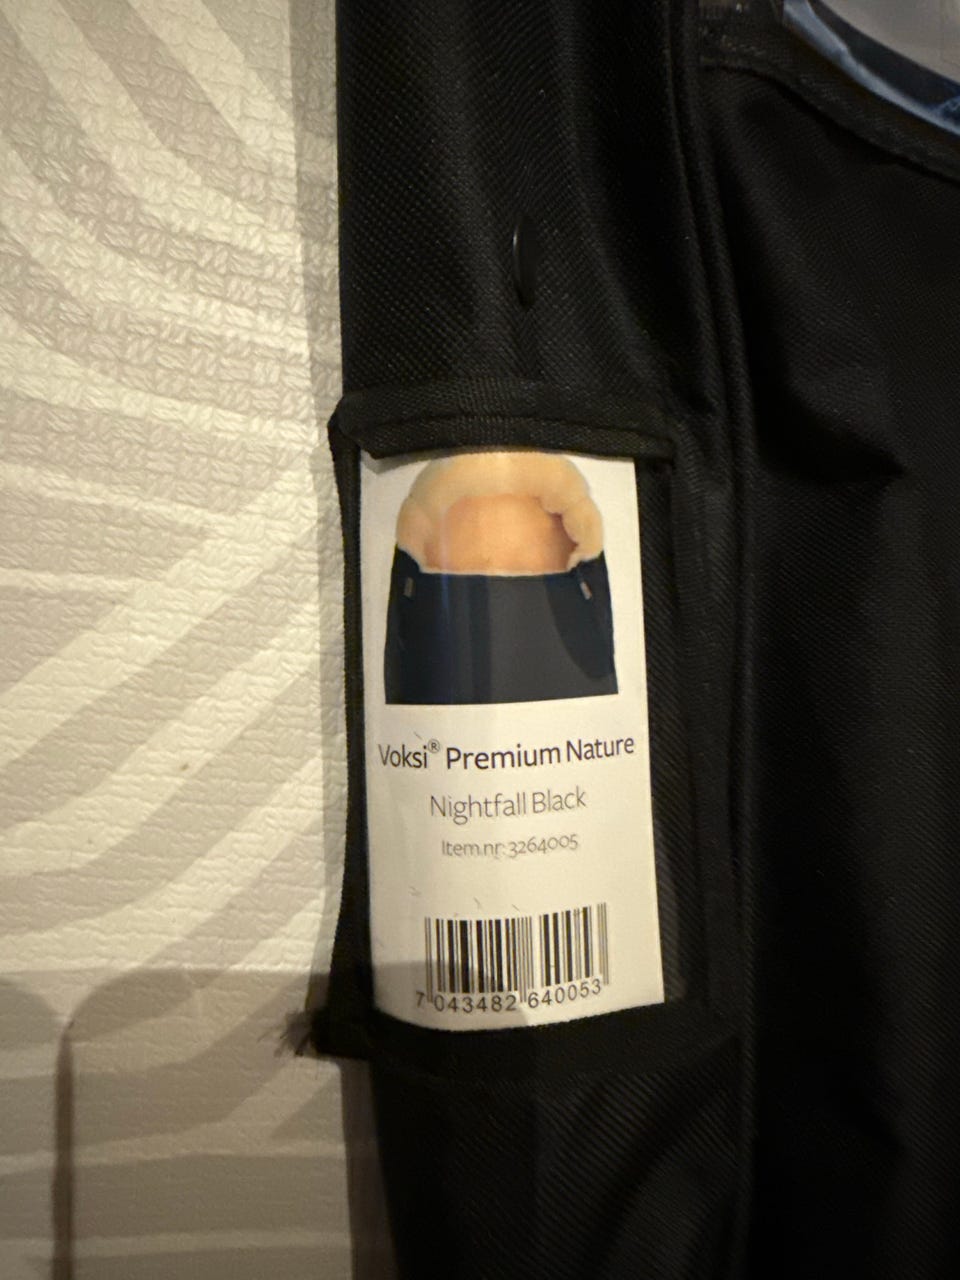 Voksi® Premium Nature
Nightfall Black
Item.nr: 3264005
7 043482 640053